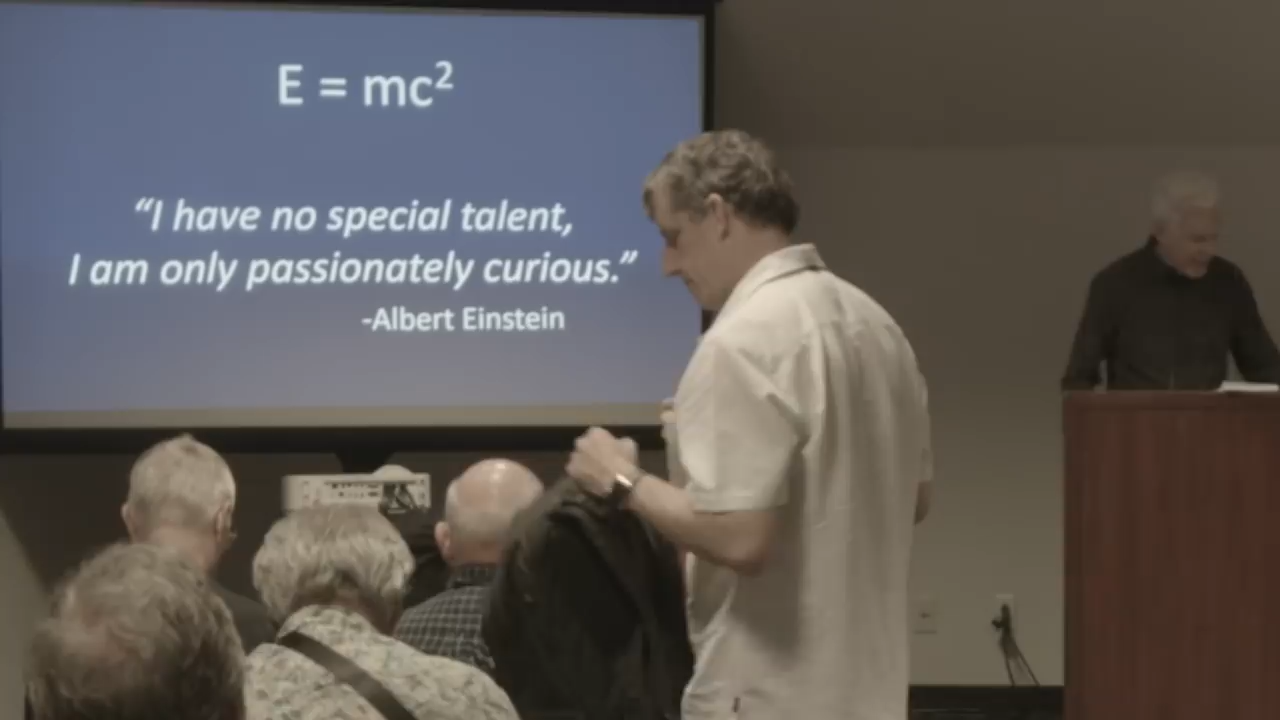 E = mc²
“I have no special talent,
I am only passionately curious.”
-Albert Einstein